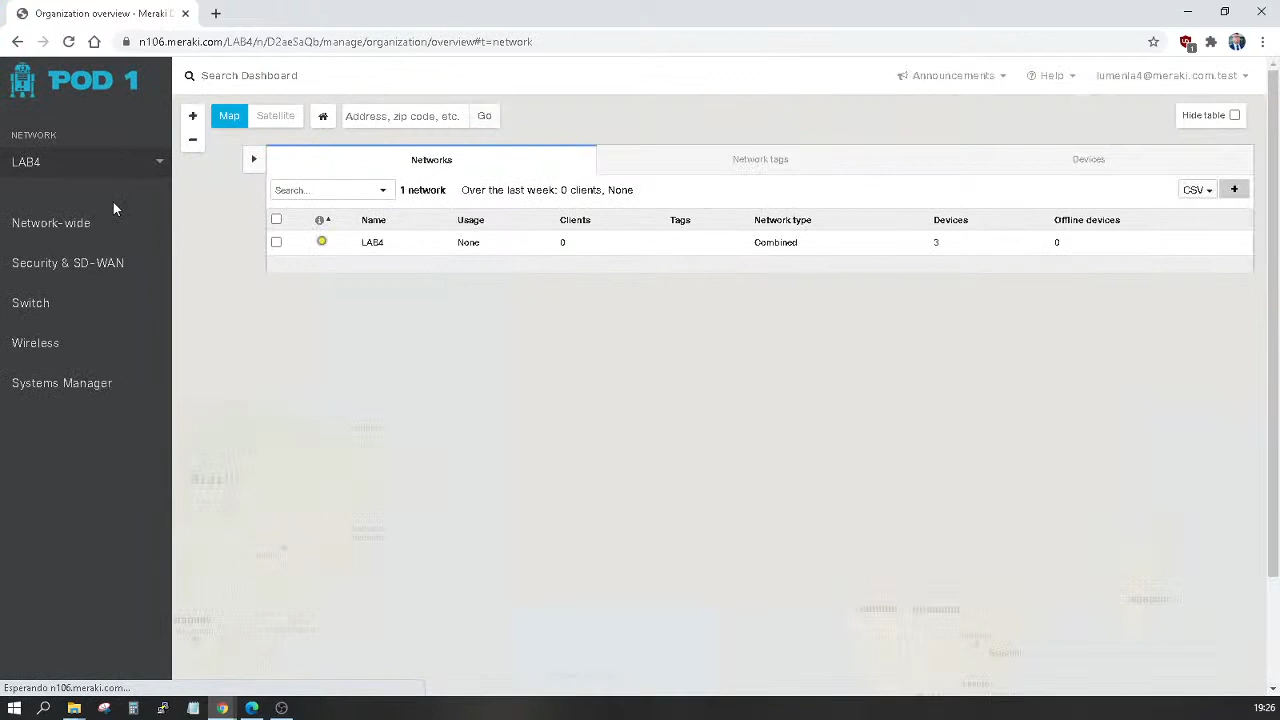 Organization overview - Meraki D
n106.meraki.com/LAB4/n/D2aeSaQb/manage/organization/overview#t=network
1
POD 1
Search Dashboard
Announcements
Help
lumenla4@meraki.com.test
+
Map
Satellite
Address, zip code, etc.
Go
Hide table
−
NETWORK
LAB4
Networks
Network tags
Devices
Search...
1 network
Over the last week: 0 clients, None
CSV
+
Name
Usage
Clients
Tags
Network type
Devices
Offline devices
LAB4
None
0
Combined
3
0
Network-wide
Security & SD-WAN
Switch
Wireless
Systems Manager
Esperando n106.meraki.com...
19:26